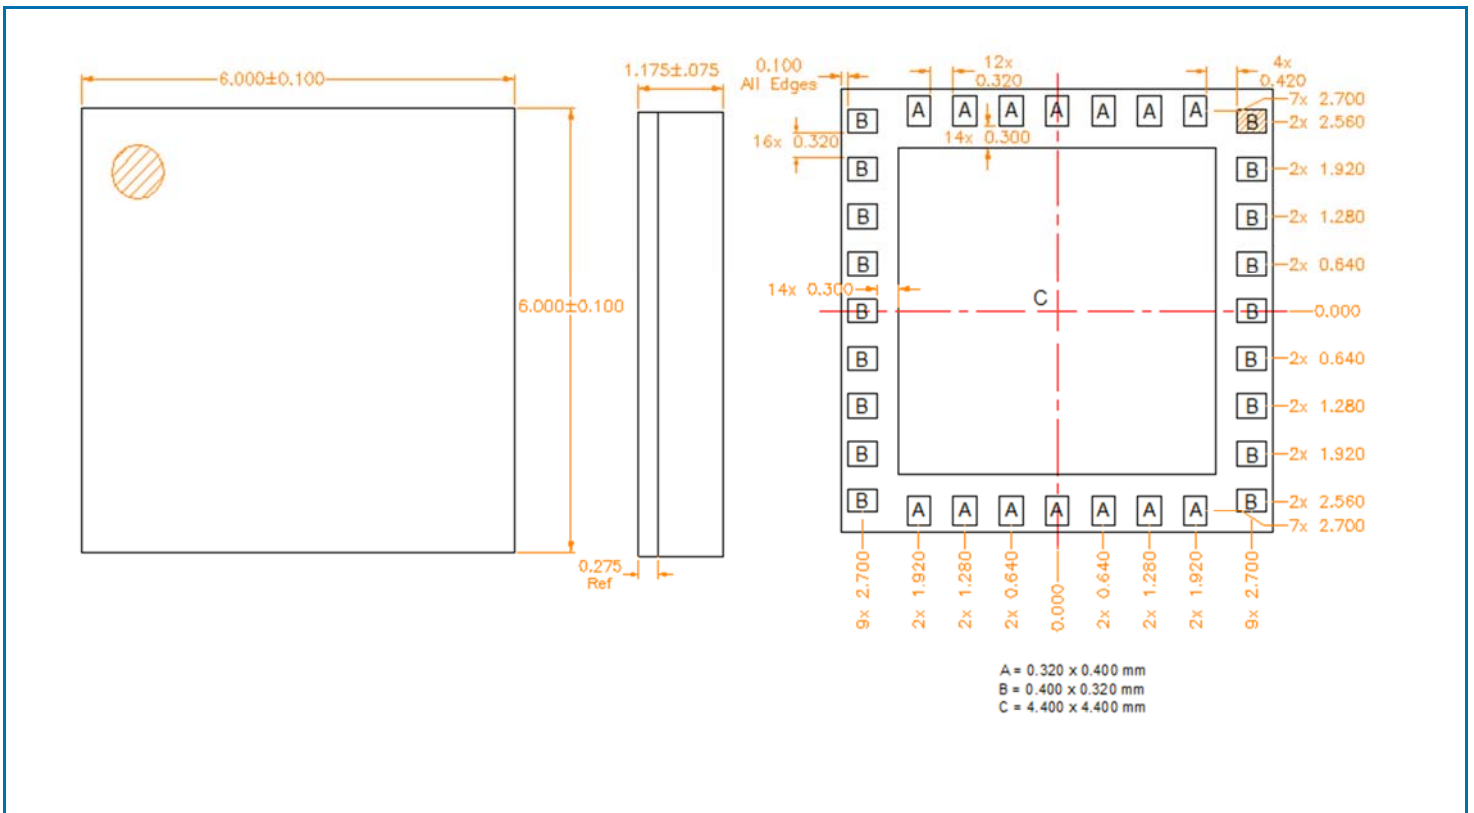 6.000±0.100
6.000±0.100
1.175±.075
0.275
Ref
0.100
All Edges
12x
0.320
4x
0.420
7x 2.700
2x 2.560
2x 1.920
2x 1.280
2x 0.640
0.000
2x 0.640
2x 1.280
2x 1.920
2x 2.560
7x 2.700
16x 0.320
14x 0.300
14x 0.300
A A A A A A A
B B
B B
B B
B B
C
B B
B B
B B
B B
B B
A A A A A A A
9x 2.700
2x 1.920
2x 1.280
2x 0.640
0.000
2x 0.640
2x 1.280
2x 1.920
9x 2.700
A = 0.320 x 0.400 mm
B = 0.400 x 0.320 mm
C = 4.400 x 4.400 mm